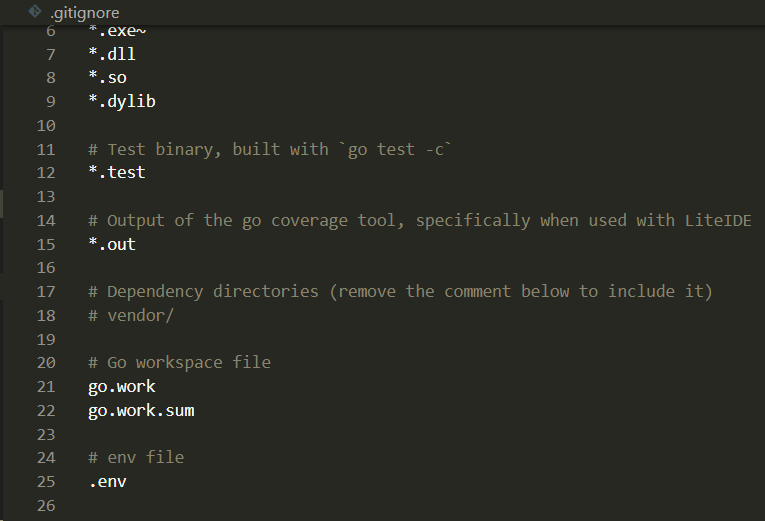 .gitignore
6 *.exe~
7 *.dll
8 *.so
9 *.dylib
10
11 # Test binary, built with `go test -c`
12 *.test
13
14 # Output of the go coverage tool, specifically when used with LiteIDE
15 *.out
16
17 # Dependency directories (remove the comment below to include it)
18 # vendor/
19
20 # Go workspace file
21 go.work
22 go.work.sum
23
24 # env file
25 .env
26